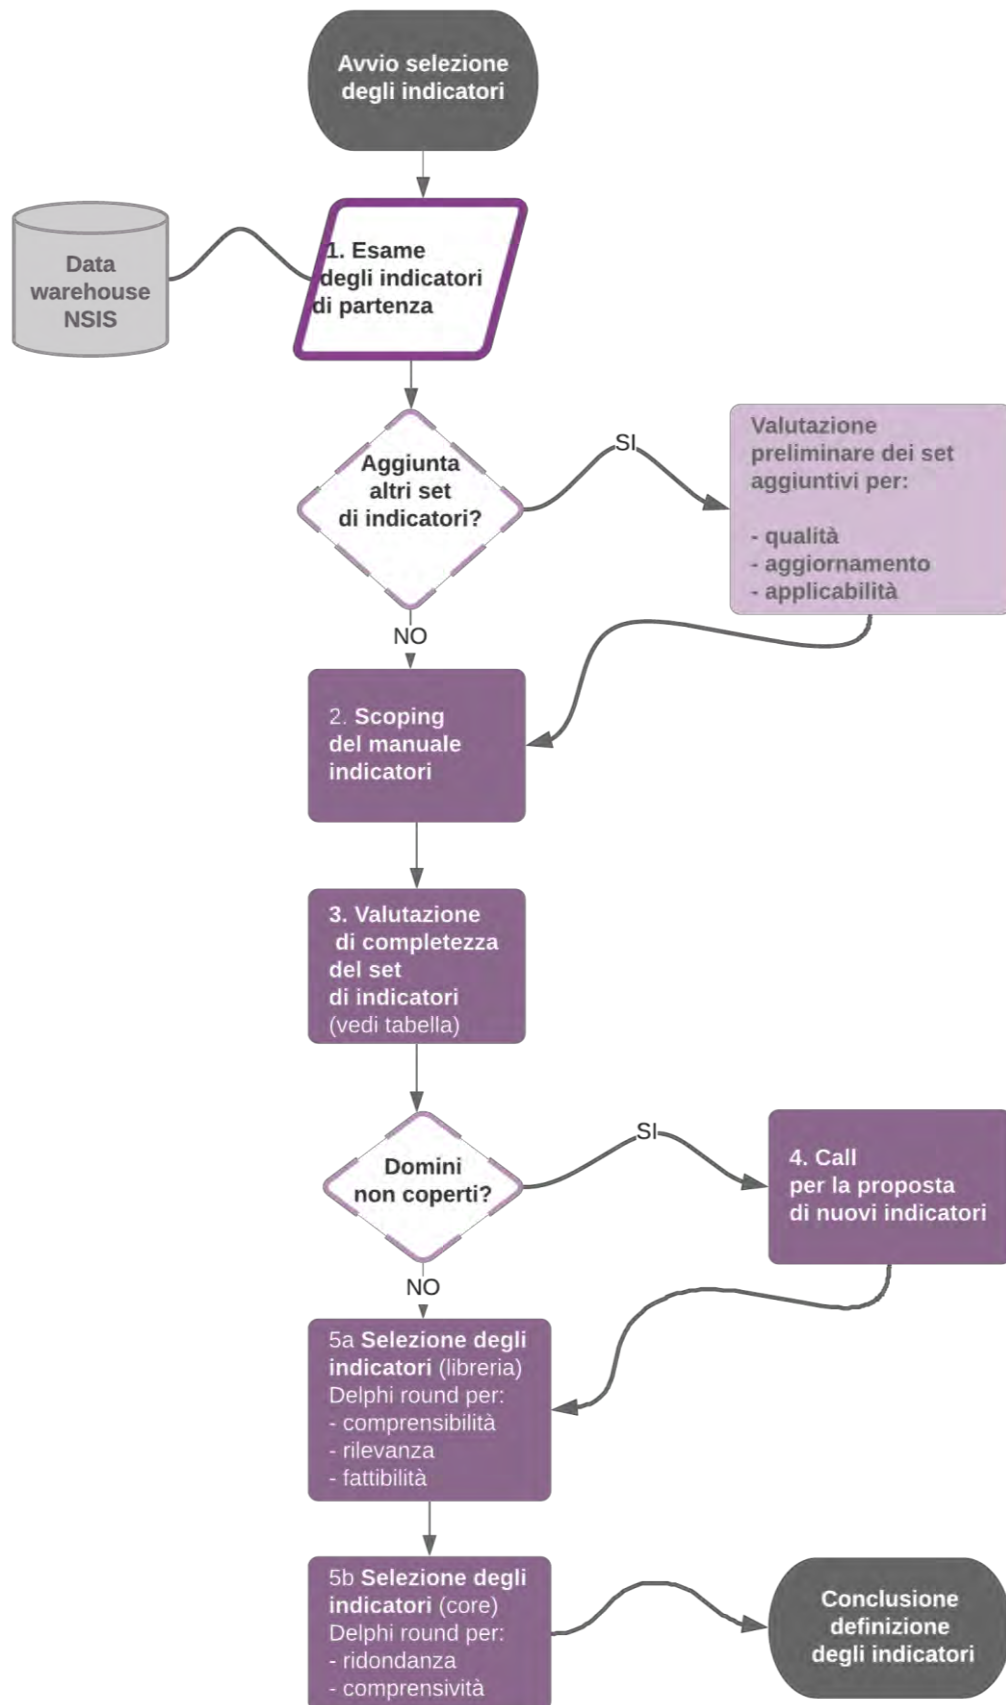 Avvio selezione
degli indicatori
Data
warehouse
NSIS
1. Esame
degli indicatori
di partenza
Aggiunta
altri set
di indicatori?
SI
Valutazione
preliminare dei set
aggiuntivi per:
- qualità
- aggiornamento
- applicabilità
NO
2. Scoping
del manuale
indicatori
3. Valutazione
di completezza
del set
di indicatori
(vedi tabella)
Domini
non coperti?
SI
4. Call
per la proposta
di nuovi indicatori
NO
5a Selezione degli
indicatori (libreria)
Delphi round per:
- comprensibilità
- rilevanza
- fattibilità
5b Selezione degli
indicatori (core)
Delphi round per:
- ridondanza
- comprensività
Conclusione
definizione
degli indicatori